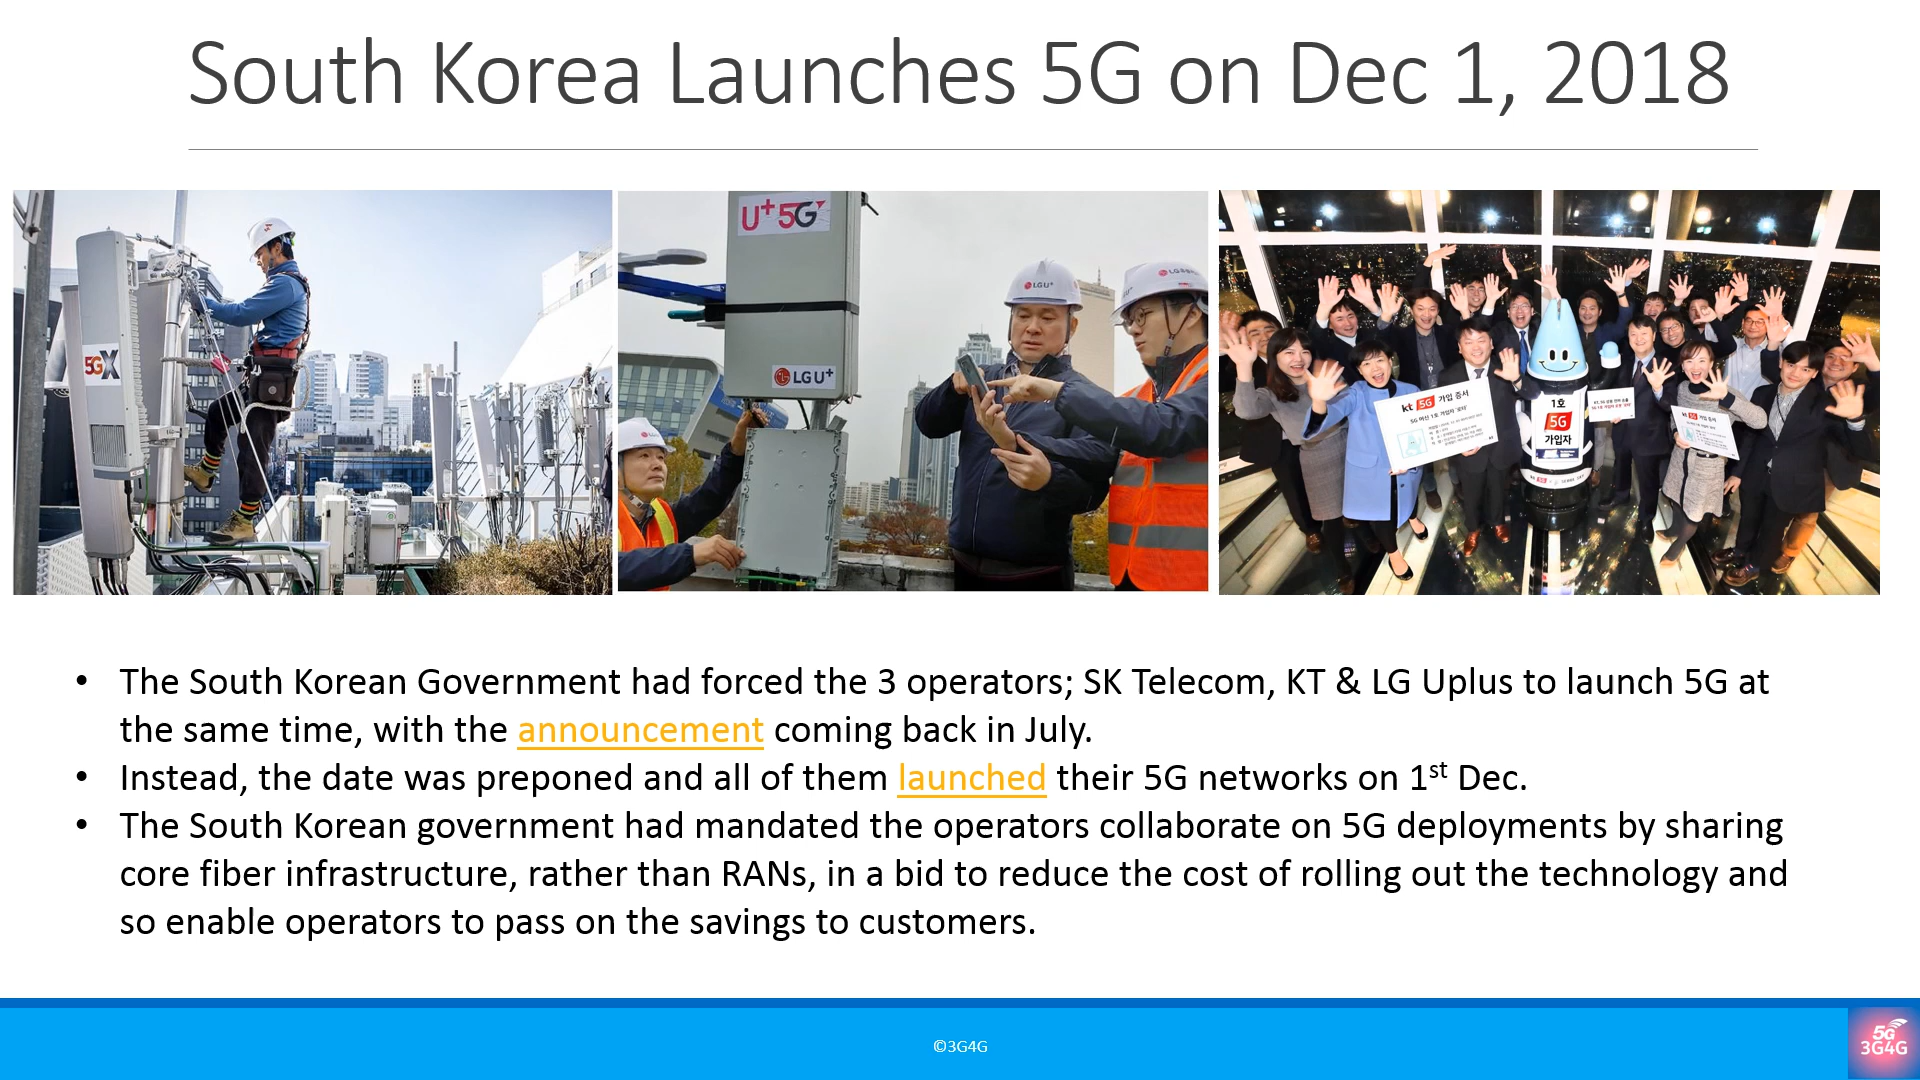 South Korea Launches 5G on Dec 1, 2018
5GX
U+5G
LG U+
LG U+
kt 5G 가입 증서
1호
5G
가입자
• The South Korean Government had forced the 3 operators; SK Telecom, KT & LG Uplus to launch 5G at
the same time, with the announcement coming back in July.
• Instead, the date was preponed and all of them launched their 5G networks on 1st Dec.
• The South Korean government had mandated the operators collaborate on 5G deployments by sharing
core fiber infrastructure, rather than RANs, in a bid to reduce the cost of rolling out the technology and
so enable operators to pass on the savings to customers.
©3G4G
5G
3G4G